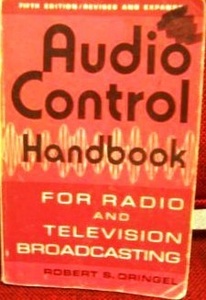 FIFTH EDITION/REVISED AND EXPANDED
Audio
Control
Handbook
FOR RADIO
AND
TELEVISION
BROADCASTING
ROBERT S. ORINGEL